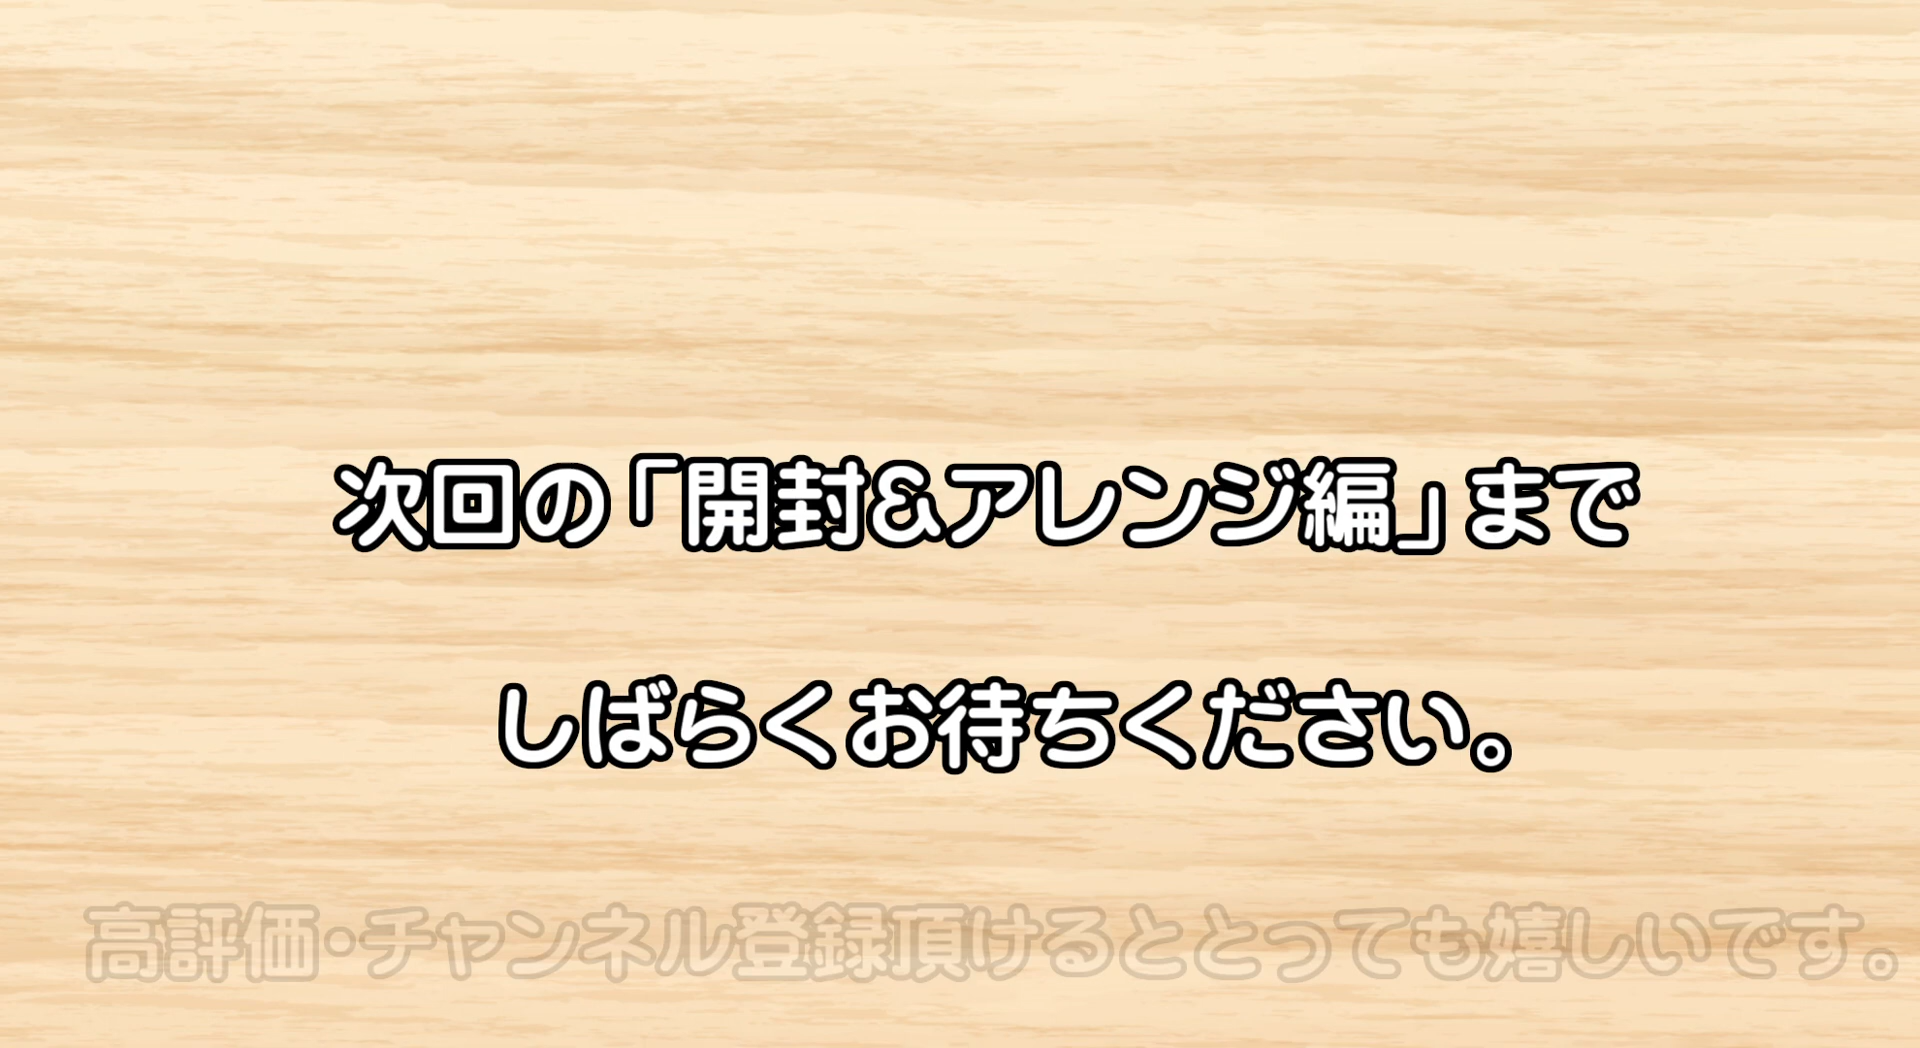 次回の「開封&アレンジ編」まで
しばらくお待ちください。
高評価・チャンネル登録頂けるととっても嬉しいです。